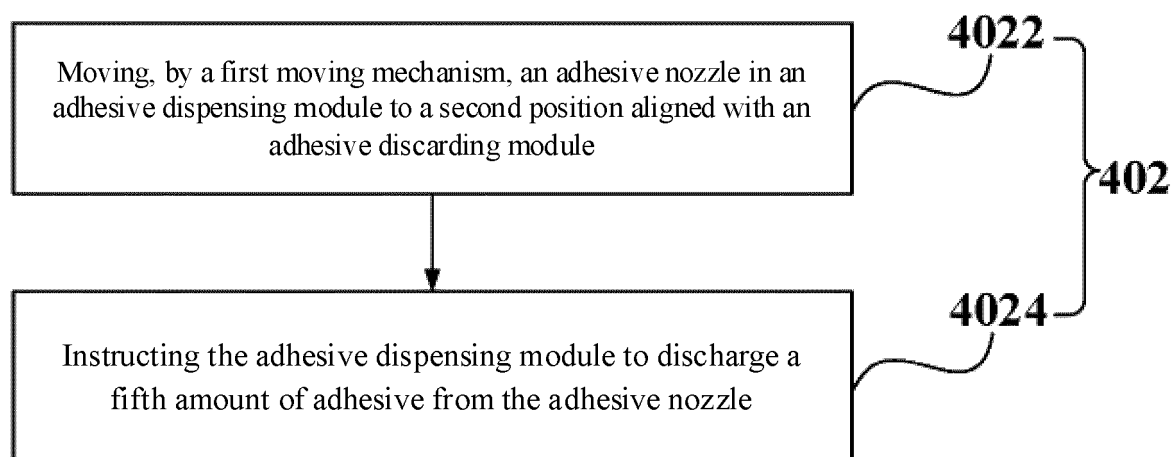 4022
Moving, by a first moving mechanism, an adhesive nozzle in an
adhesive dispensing module to a second position aligned with an
adhesive discarding module
402
4024
Instructing the adhesive dispensing module to discharge a
fifth amount of adhesive from the adhesive nozzle